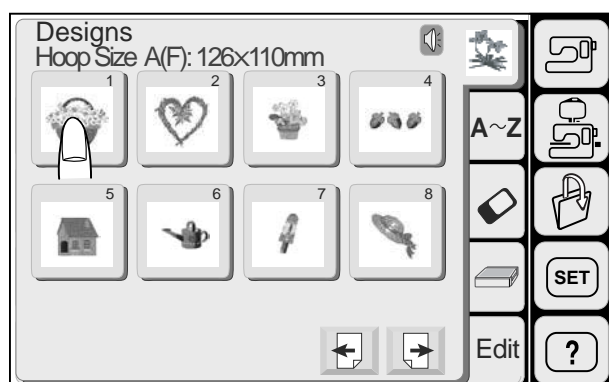 Designs
Hoop Size A(F): 126×110mm
1 2 3 4
A~Z
5 6 7 8
SET
Edit ?